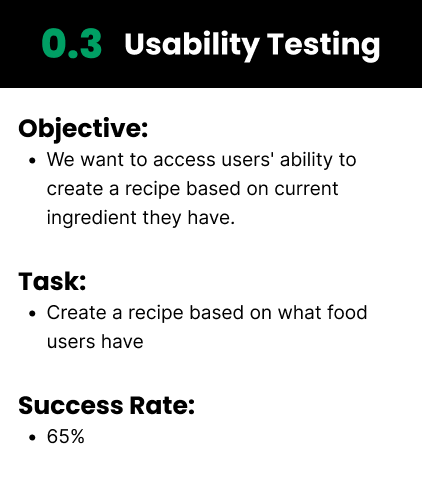 0.3 Usability Testing
Objective:
• We want to access users' ability to
create a recipe based on current
ingredient they have.
Task:
• Create a recipe based on what food
users have
Success Rate:
• 65%